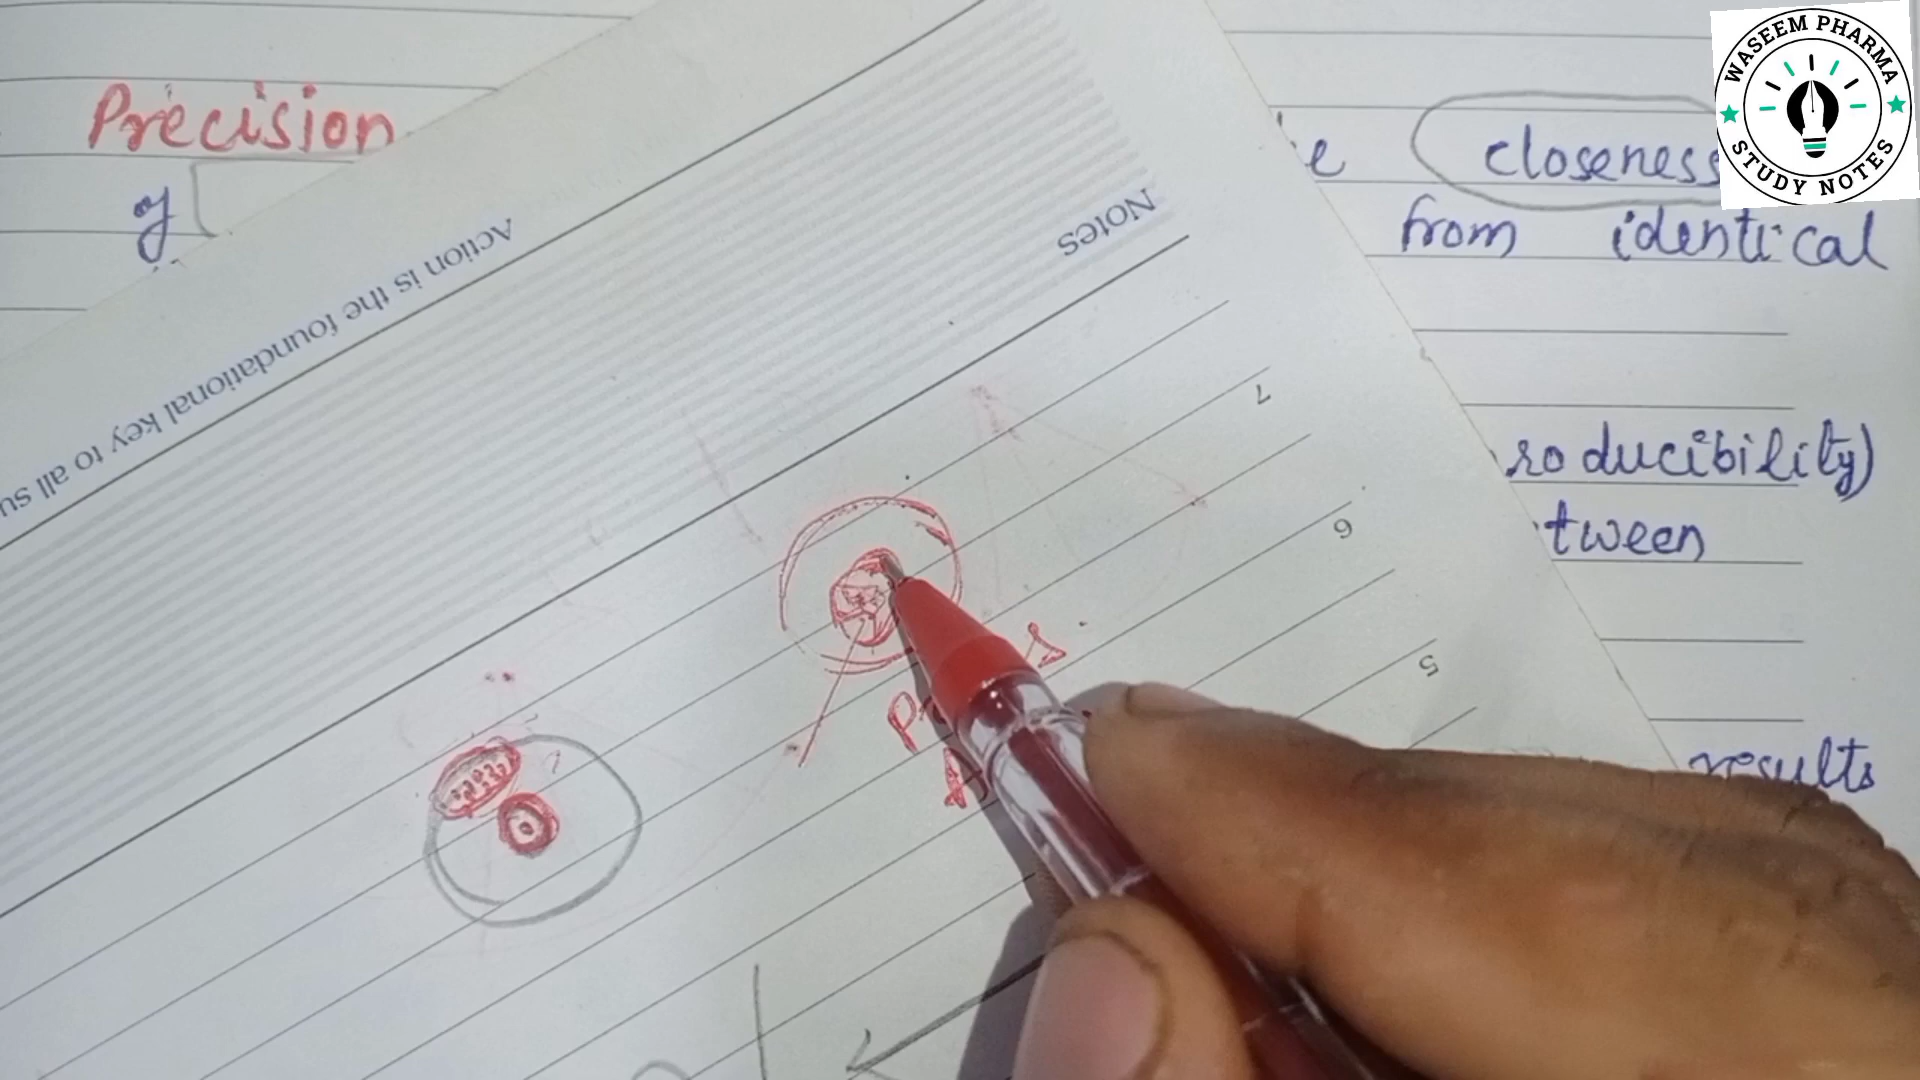 Precision
closeness
of
from identical
roducibility)
tween
results
Action is the foundational key to all su
Notes
7
6
5
WASEEM PHARMA
STUDY NOTES